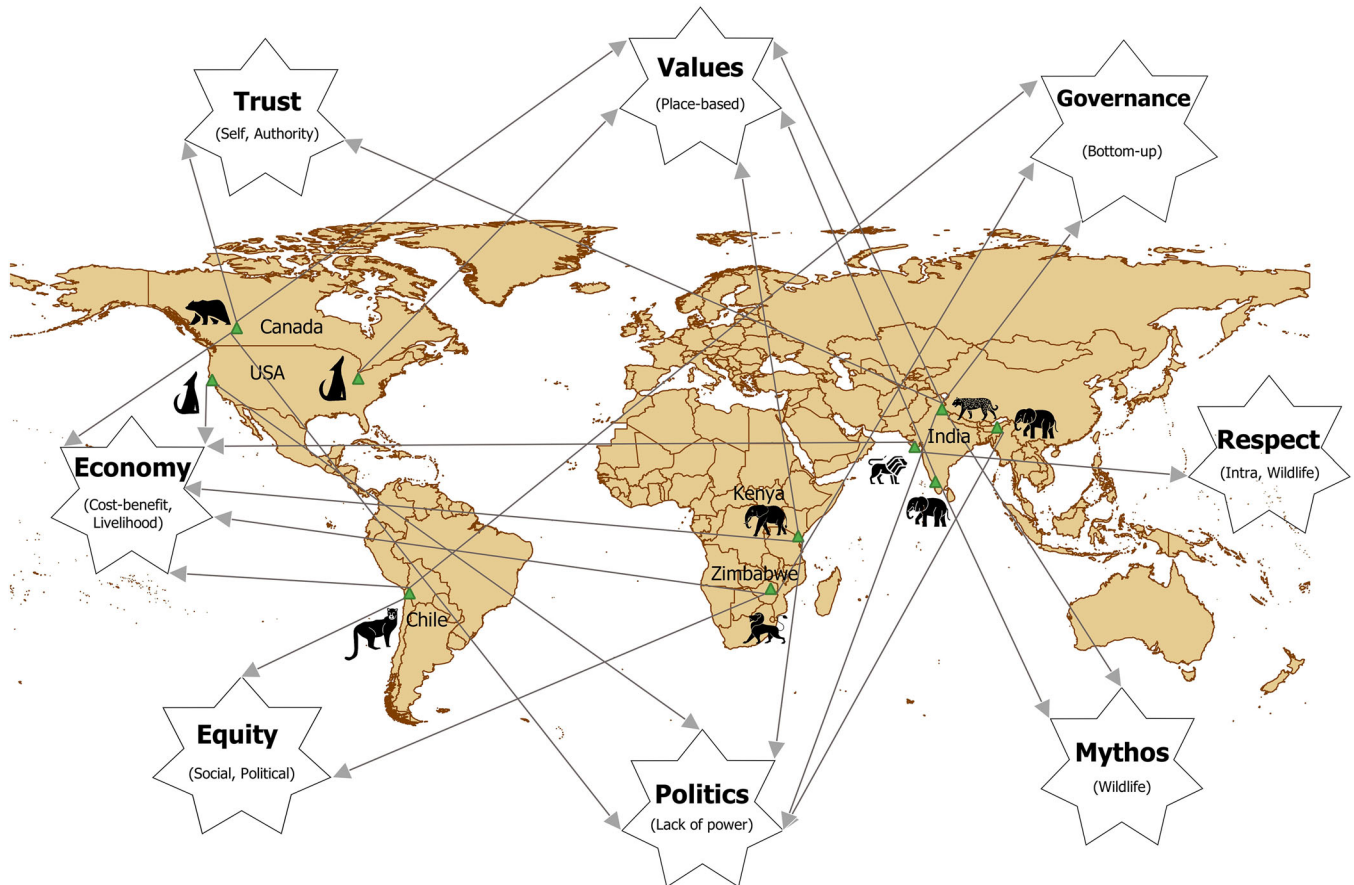 Trust
(Self, Authority)
Values
(Place-based)
Governance
(Bottom-up)
Canada
USA
Economy
(Cost-benefit,
Livelihood)
India
Respect
(Intra, Wildlife)
Kenya
Zimbabwe
Chile
Equity
(Social, Political)
Politics
(Lack of power)
Mythos
(Wildlife)